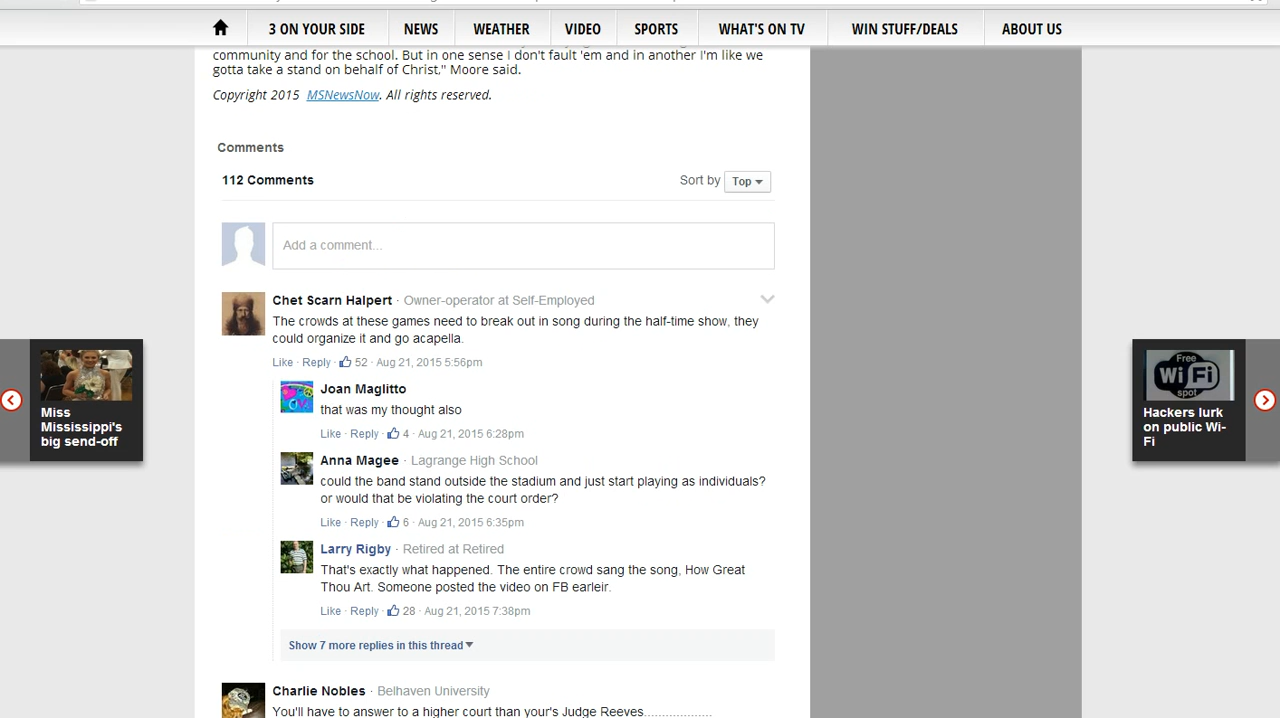 3 ON YOUR SIDE NEWS WEATHER VIDEO SPORTS WHAT'S ON TV WIN STUFF/DEALS ABOUT US
community and for the school. But in one sense I don't fault 'em and in another I'm like we
gotta take a stand on behalf of Christ," Moore said.
Copyright 2015 MSNewsNow. All rights reserved.
Comments
112 Comments
Sort by Top
Add a comment...
Chet Scarn Halpert · Owner-operator at Self-Employed
The crowds at these games need to break out in song during the half-time show, they
could organize it and go acapella.
Like · Reply · 52 · Aug 21, 2015 5:56pm
Joan Maglitto
that was my thought also
Like · Reply · 4 · Aug 21, 2015 6:28pm
Anna Magee · Lagrange High School
could the band stand outside the stadium and just start playing as individuals?
or would that be violating the court order?
Like · Reply · 6 · Aug 21, 2015 6:35pm
Larry Rigby · Retired at Retired
That's exactly what happened. The entire crowd sang the song, How Great
Thou Art. Someone posted the video on FB earleir.
Like · Reply · 28 · Aug 21, 2015 7:38pm
Show 7 more replies in this thread
Charlie Nobles · Belhaven University
You'll have to answer to a higher court than your's Judge Reeves...................
Miss
Mississippi's
big send-off
Free
Wi Fi
spot
Hackers lurk
on public Wi-
Fi